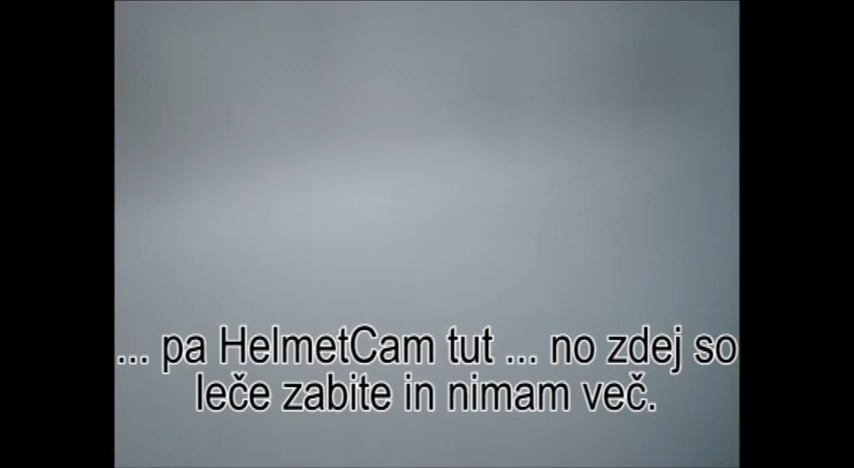 ... pa HelmetCam tut ... no zdej so
leče zabite in nimam več.